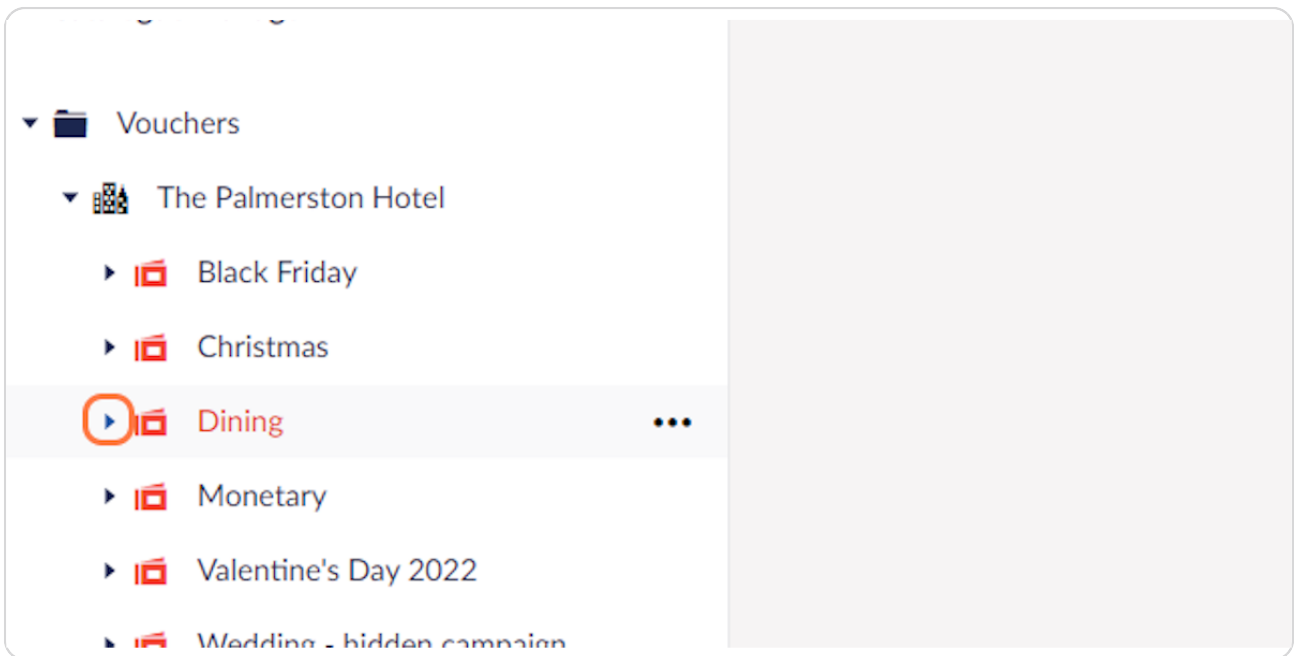 Vouchers
The Palmerston Hotel
Black Friday
Christmas
Dining
Monetary
Valentine's Day 2022
Wedding - hidden campaign